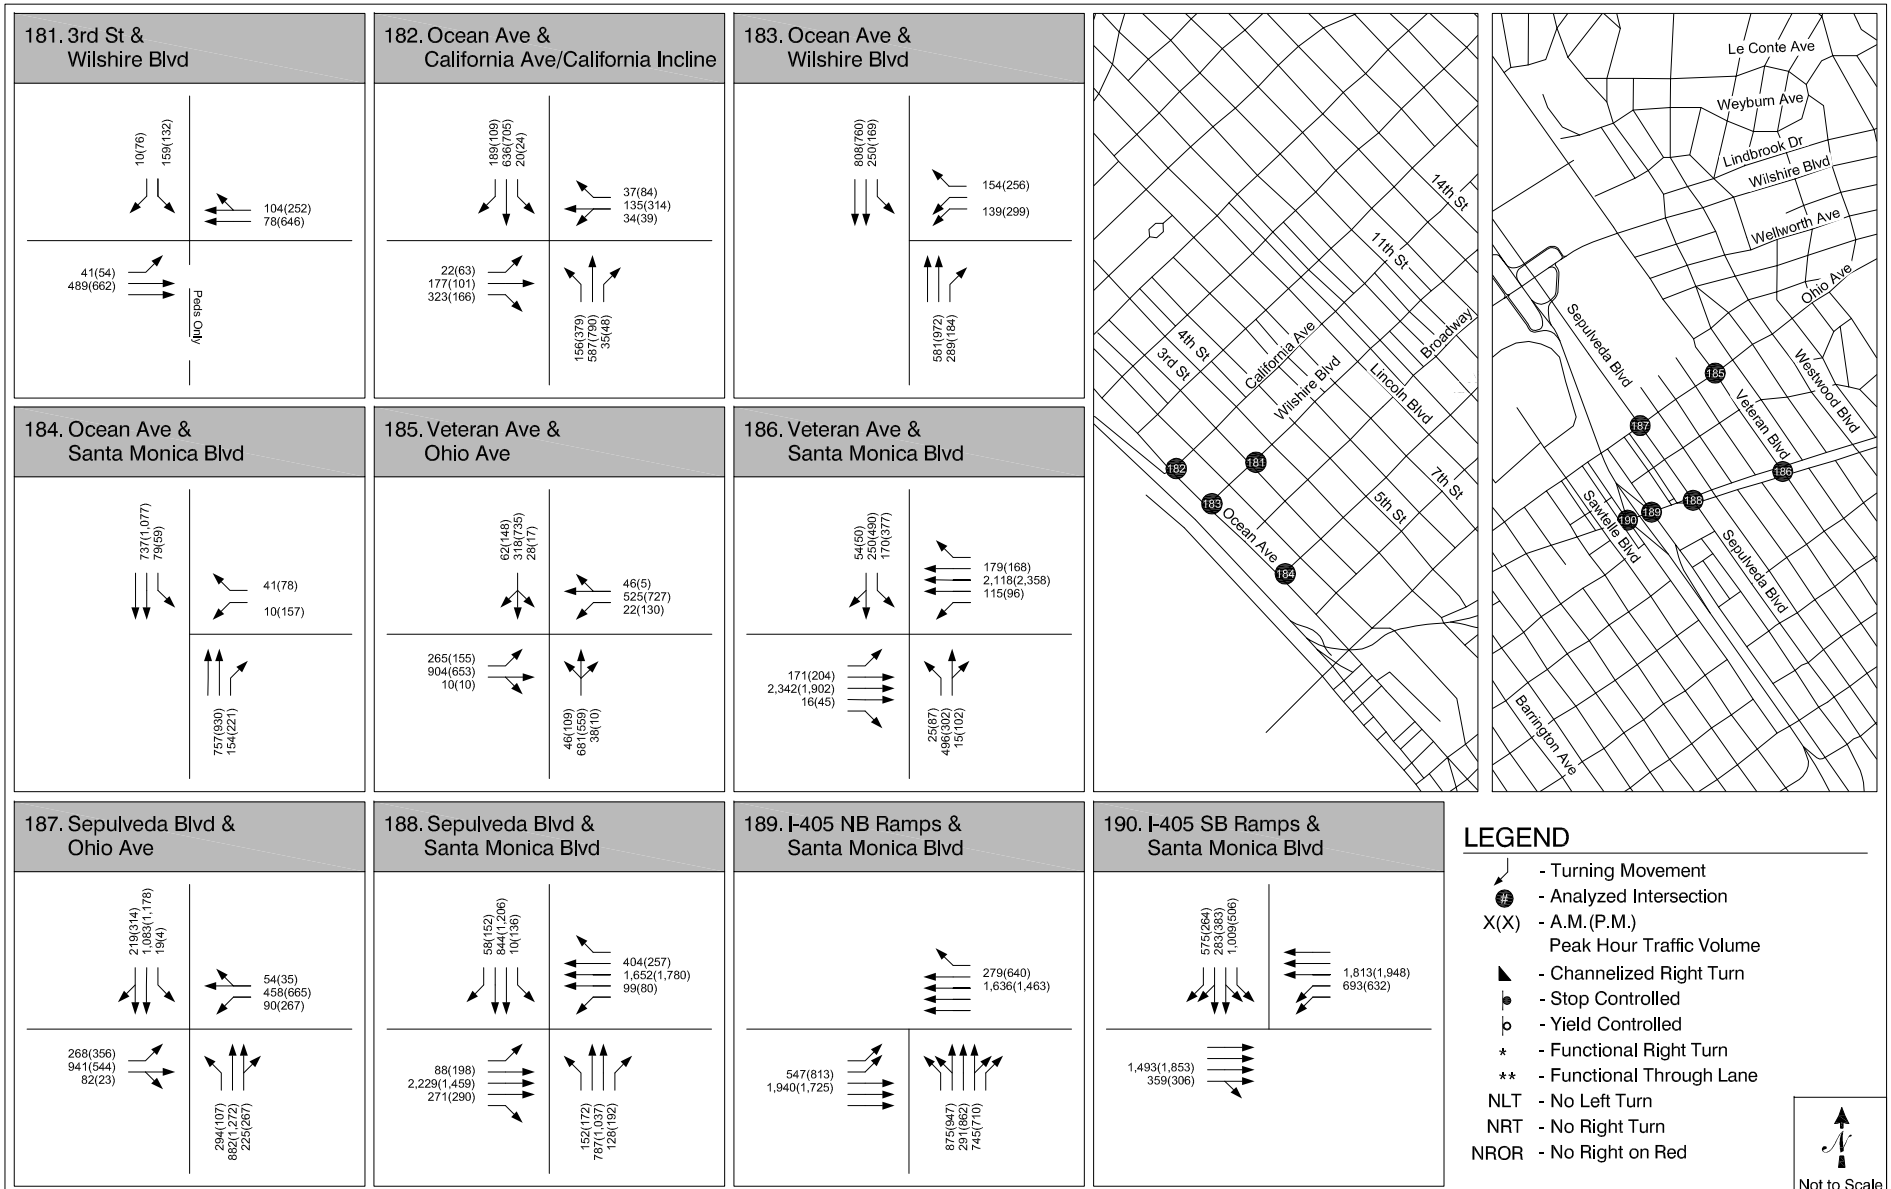 181. 3rd St &
Wilshire Blvd
10(76)
159(132)
104(252)
78(646)
41(54)
489(662)
Peds Only
182. Ocean Ave &
California Ave/California Incline
189(109)
636(705)
20(24)
37(84)
135(314)
34(39)
22(63)
177(101)
323(166)
156(379)
587(790)
35(48)
183. Ocean Ave &
Wilshire Blvd
808(760)
250(169)
154(256)
139(299)
581(972)
289(184)
184. Ocean Ave &
Santa Monica Blvd
737(1,077)
79(59)
41(78)
10(157)
757(930)
154(221)
185. Veteran Ave &
Ohio Ave
62(148)
318(735)
28(17)
46(5)
525(727)
22(130)
265(155)
904(653)
10(10)
46(109)
681(559)
38(10)
186. Veteran Ave &
Santa Monica Blvd
54(50)
250(490)
170(377)
179(168)
2,118(2,358)
115(96)
171(204)
2,342(1,902)
16(45)
25(87)
496(302)
15(102)
187. Sepulveda Blvd &
Ohio Ave
219(314)
1,083(1,178)
19(4)
54(35)
458(665)
90(267)
268(356)
941(544)
82(23)
294(107)
882(1,272)
225(267)
188. Sepulveda Blvd &
Santa Monica Blvd
58(152)
844(1,206)
10(136)
404(257)
1,652(1,780)
99(80)
88(198)
2,229(1,459)
271(290)
152(172)
787(1,037)
128(192)
189. I-405 NB Ramps &
Santa Monica Blvd
279(640)
1,636(1,463)
547(813)
1,940(1,725)
875(947)
291(862)
745(710)
190. I-405 SB Ramps &
Santa Monica Blvd
575(264)
283(383)
1,009(506)
1,813(1,948)
693(632)
1,493(1,853)
359(306)
14th St
11th St
Broadway
4th St
3rd St
California Ave
Wilshire Blvd
Lincoln Blvd
7th St
5th St
Ocean Ave
181
182
183
184
Le Conte Ave
Weyburn Ave
Lindbrook Dr
Wilshire Blvd
Wellworth Ave
Ohio Ave
Sepulveda Blvd
Westwood Blvd
Veteran Blvd
Sawtelle Blvd
Sepulveda Blvd
Barrington Ave
185
187
186
188
189
190
LEGEND
- Turning Movement
# - Analyzed Intersection
X(X) - A.M.(P.M.)
Peak Hour Traffic Volume
- Channelized Right Turn
- Stop Controlled
- Yield Controlled
* - Functional Right Turn
** - Functional Through Lane
NLT - No Left Turn
NRT - No Right Turn
NROR - No Right on Red
N
Not to Scale